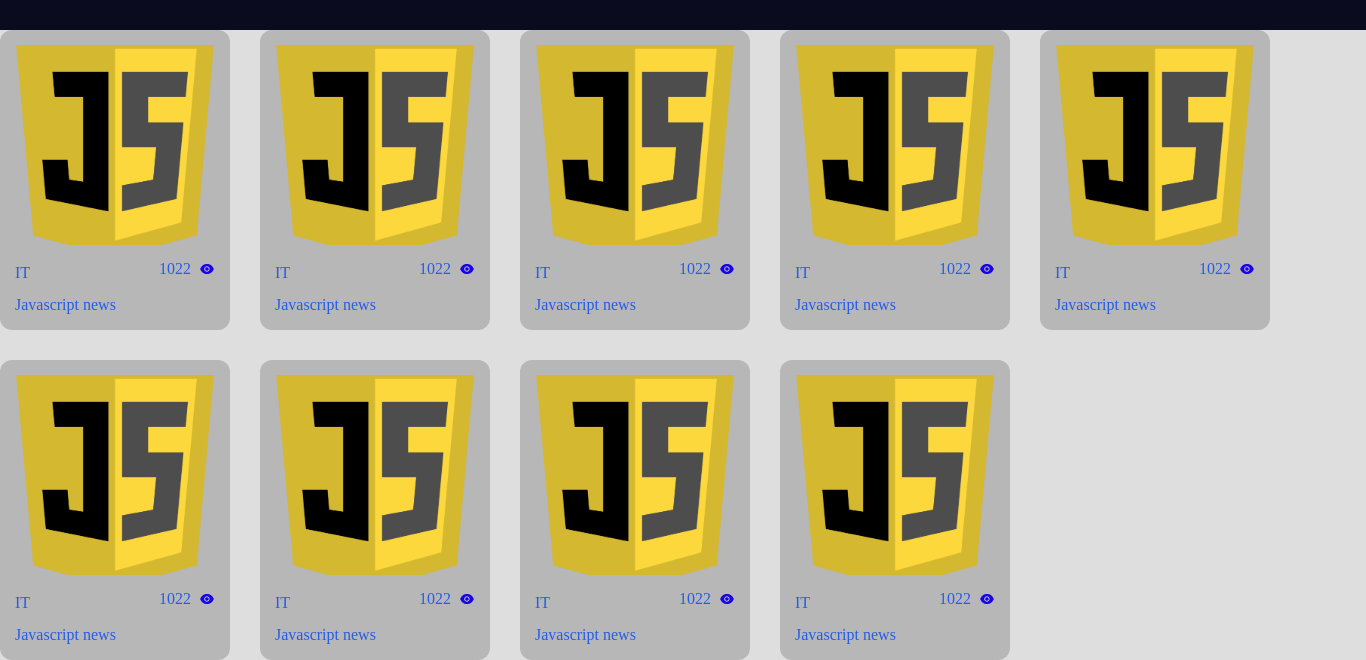 JS JS JS JS JS
IT 1022 IT 1022 IT 1022 IT 1022 IT 1022
Javascript news Javascript news Javascript news Javascript news Javascript news
JS JS JS JS
IT 1022 IT 1022 IT 1022 IT 1022
Javascript news Javascript news Javascript news Javascript news